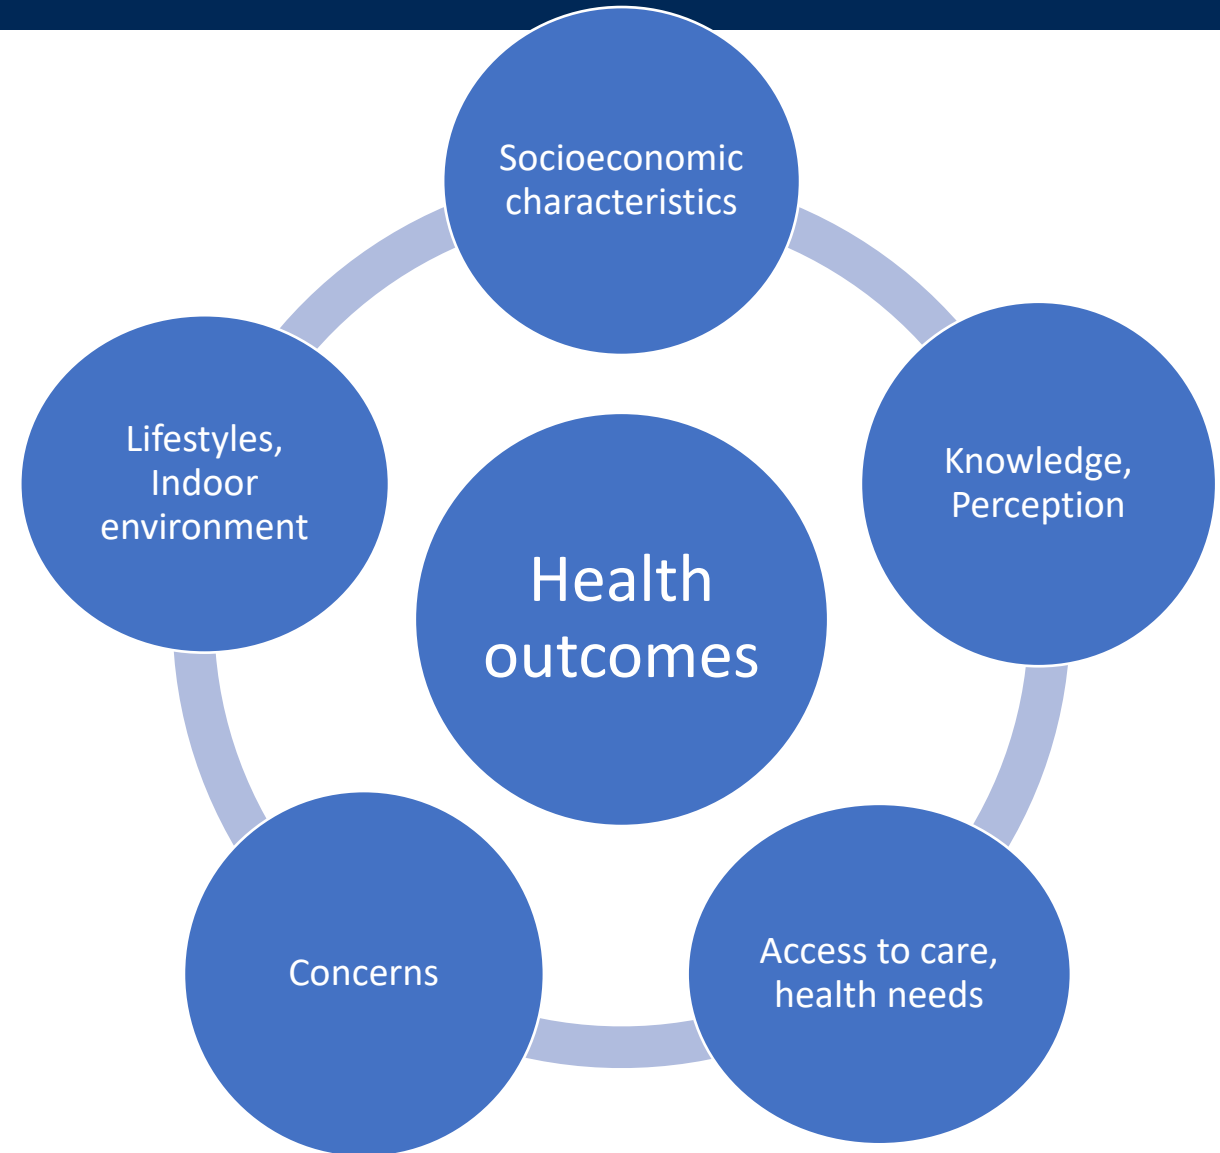 Socioeconomic
characteristics
Knowledge,
Perception
Access to care,
health needs
Concerns
Lifestyles,
Indoor
environment
Health
outcomes